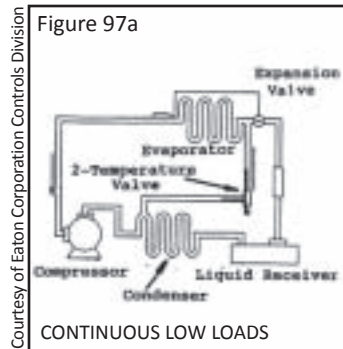 Courtesy of Eaton Corporation Controls Division
Figure 97a
Expansion
Valve
Evaporator
2-Temperature
Valve
Compressor
Liquid Receiver
Condenser
CONTINUOUS LOW LOADS